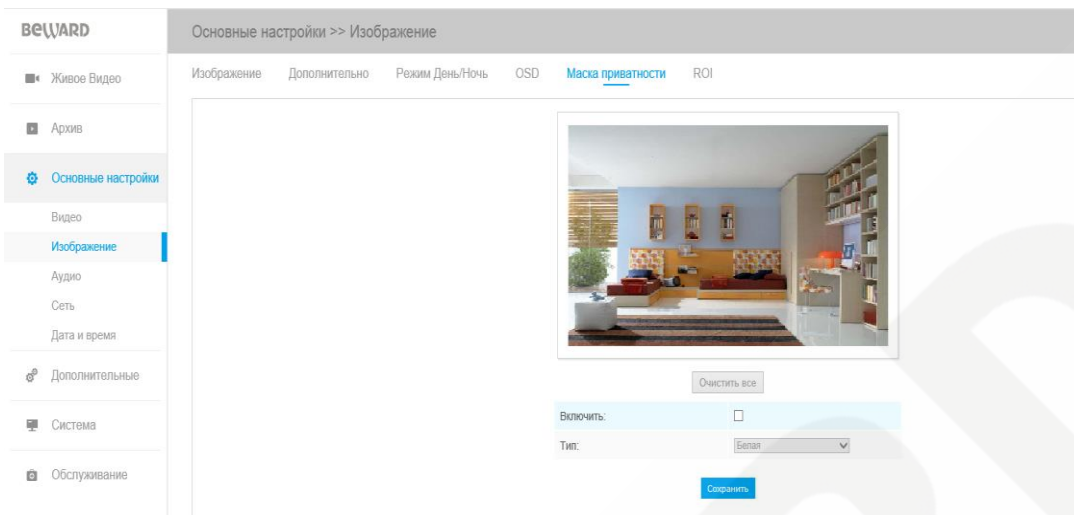 BEWARD
Основные настройки >> Изображение
Живое Видео
Архив
Основные настройки
Видео
Изображение
Аудио
Сеть
Дата и время
Дополнительные
Система
Обслуживание
Изображение Дополнительно Режим День/Ночь OSD Маска приватности ROI
Очистить все
Включить:
Тип: Белая
Сохранить